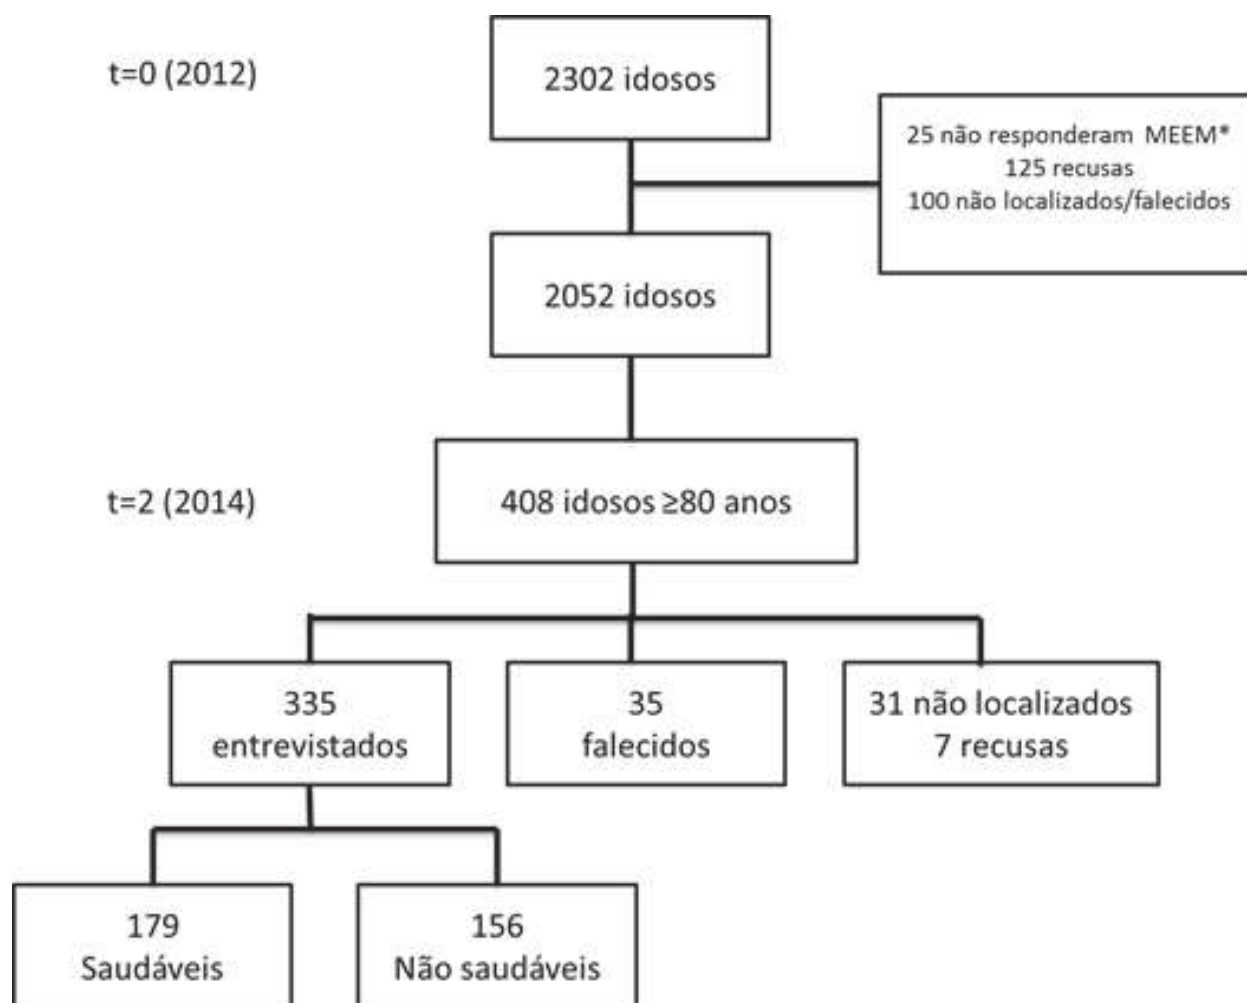 t=0 (2012)
2302 idosos
25 não responderam MEEM*
125 recusas
100 não localizados/falecidos
2052 idosos
t=2 (2014)
408 idosos ≥80 anos
335
entrevistados
35
falecidos
31 não localizados
7 recusas
179
Saudáveis
156
Não saudáveis